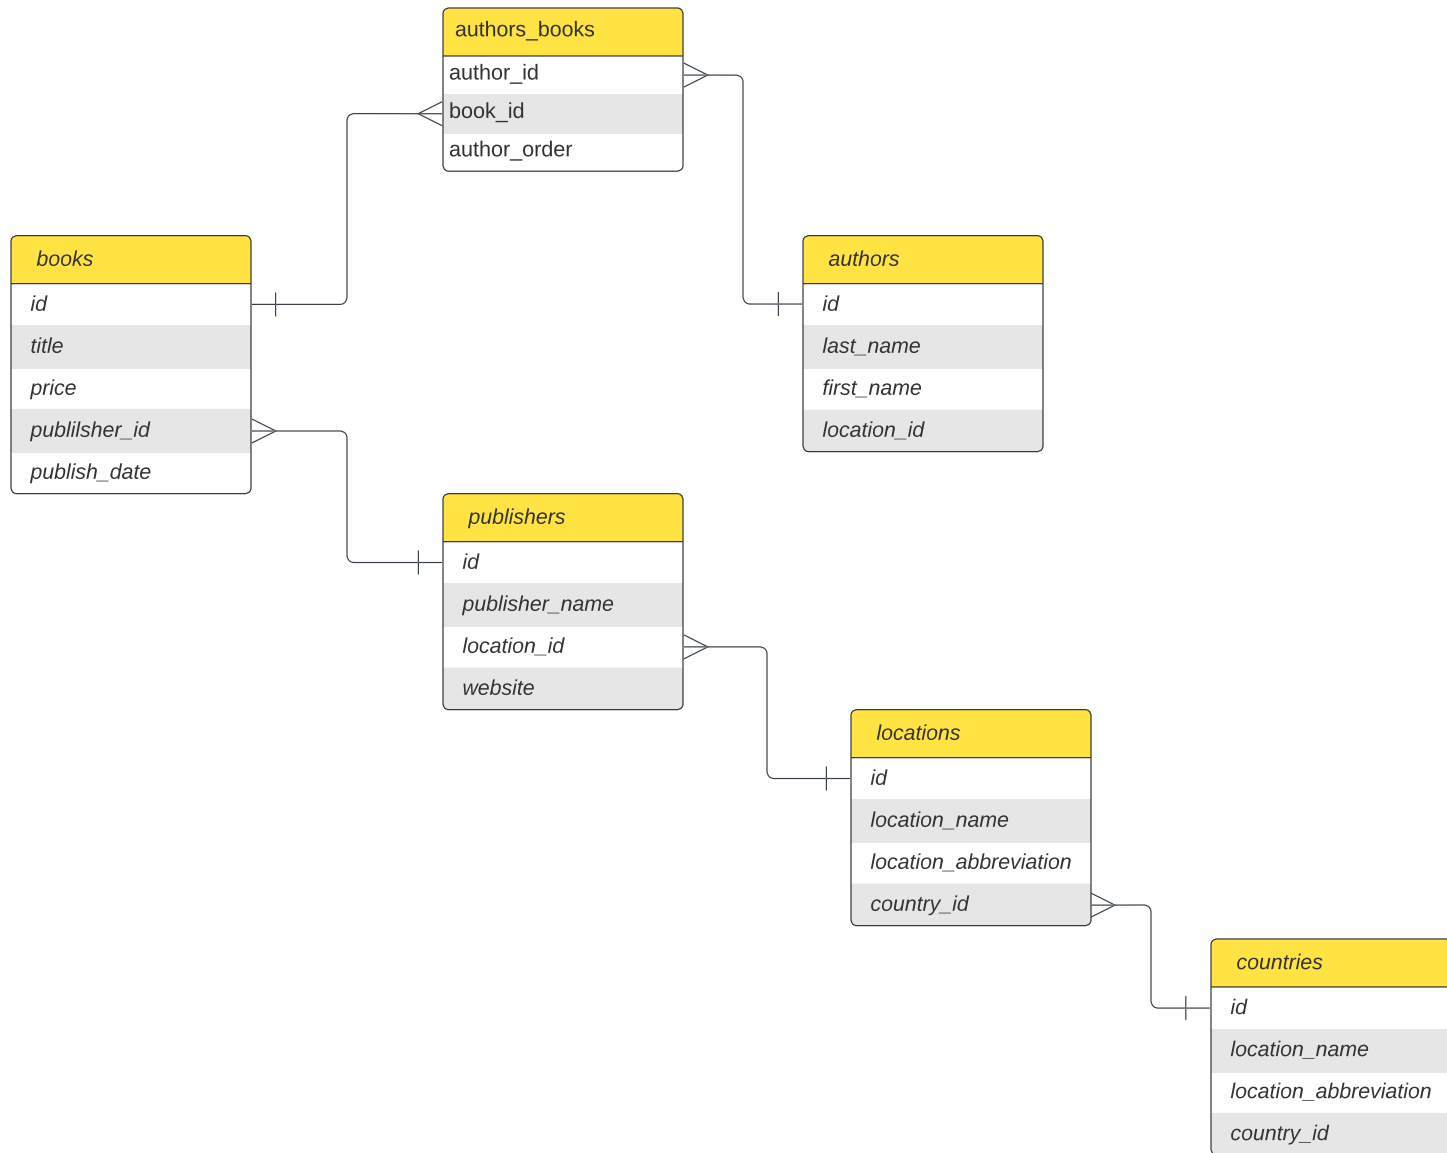 authors_books
author_id
book_id
author_order
books
id
title
price
publilsher_id
publish_date
authors
id
last_name
first_name
location_id
publishers
id
publisher_name
location_id
website
locations
id
location_name
location_abbreviation
country_id
countries
id
location_name
location_abbreviation
country_id